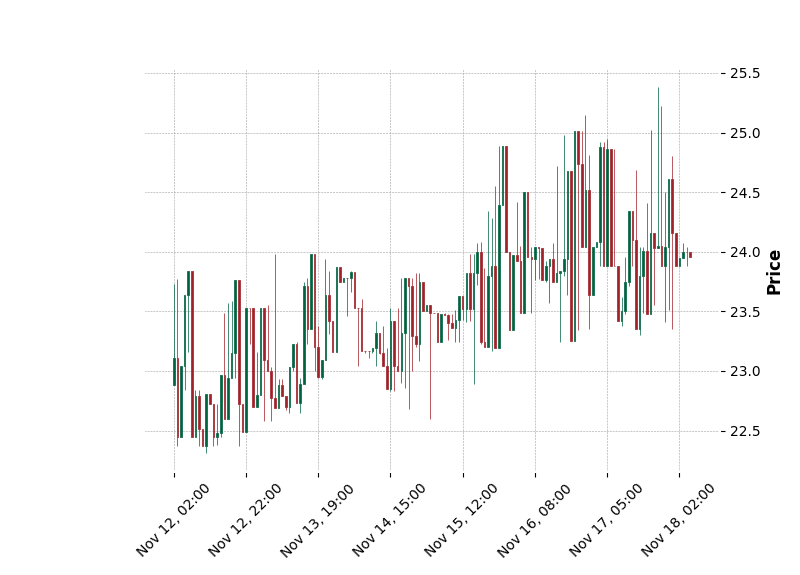 25.5
25.0
24.5
24.0
23.5
23.0
22.5
Price
Nov 12, 02:00
Nov 12, 22:00
Nov 13, 19:00
Nov 14, 15:00
Nov 15, 12:00
Nov 16, 08:00
Nov 17, 05:00
Nov 18, 02:00